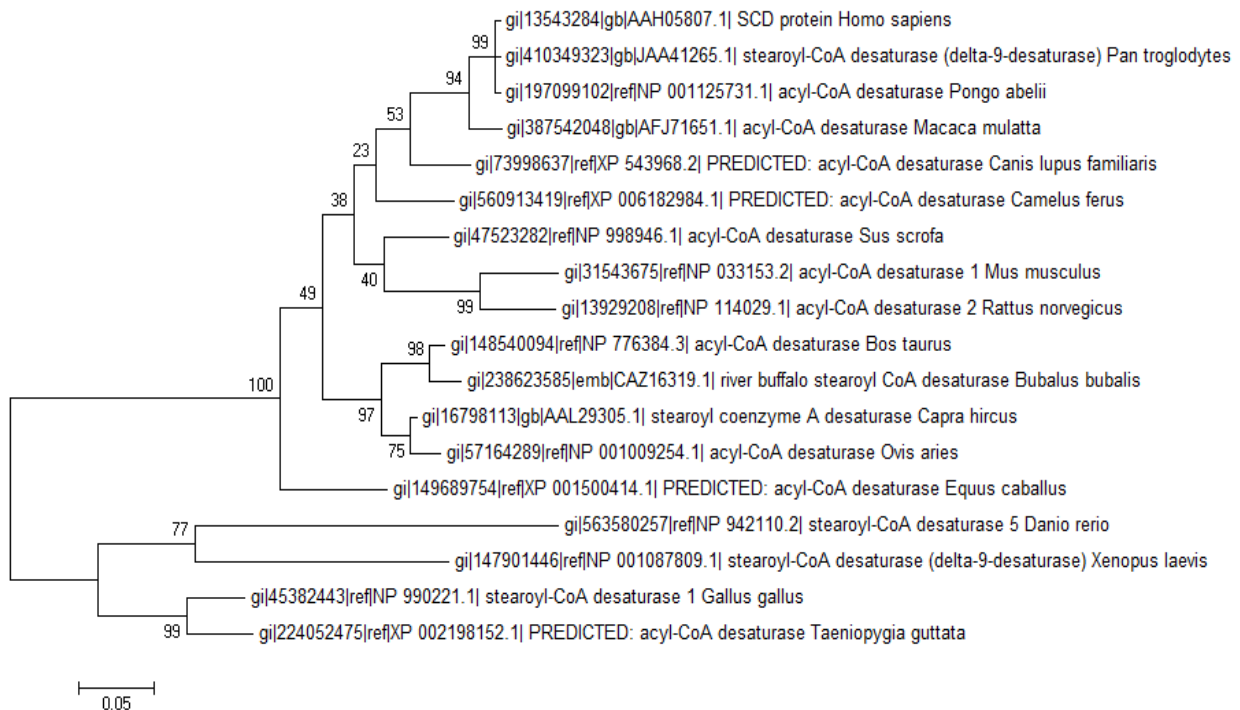 gi|13543284|gb|AAH05807.1| SCD protein Homo sapiens
99
gi|410349323|gb|JAA41265.1| stearoyl-CoA desaturase (delta-9-desaturase) Pan troglodytes
94
gi|197099102|ref|NP 001125731.1| acyl-CoA desaturase Pongo abelii
53
gi|387542048|gb|AFJ71651.1| acyl-CoA desaturase Macaca mulatta
23
gi|73998637|ref|XP 543968.2| PREDICTED: acyl-CoA desaturase Canis lupus familiaris
38
gi|560913419|ref|XP 006182984.1| PREDICTED: acyl-CoA desaturase Camelus ferus
gi|47523282|ref|NP 998946.1| acyl-CoA desaturase Sus scrofa
40
gi|31543675|ref|NP 033153.2| acyl-CoA desaturase 1 Mus musculus
49
99
gi|13929208|ref|NP 114029.1| acyl-CoA desaturase 2 Rattus norvegicus
98
gi|148540094|ref|NP 776384.3| acyl-CoA desaturase Bos taurus
100
gi|238623585|emb|CAZ16319.1| river buffalo stearoyl CoA desaturase Bubalus bubalis
97
gi|16798113|gb|AAL29305.1| stearoyl coenzyme A desaturase Capra hircus
75
gi|57164289|ref|NP 001009254.1| acyl-CoA desaturase Ovis aries
gi|149689754|ref|XP 001500414.1| PREDICTED: acyl-CoA desaturase Equus caballus
77
gi|563580257|ref|NP 942110.2| stearoyl-CoA desaturase 5 Danio rerio
gi|147901446|ref|NP 001087809.1| stearoyl-CoA desaturase (delta-9-desaturase) Xenopus laevis
gi|45382443|ref|NP 990221.1| stearoyl-CoA desaturase 1 Gallus gallus
99
gi|224052475|ref|XP 002198152.1| PREDICTED: acyl-CoA desaturase Taeniopygia guttata
0.05